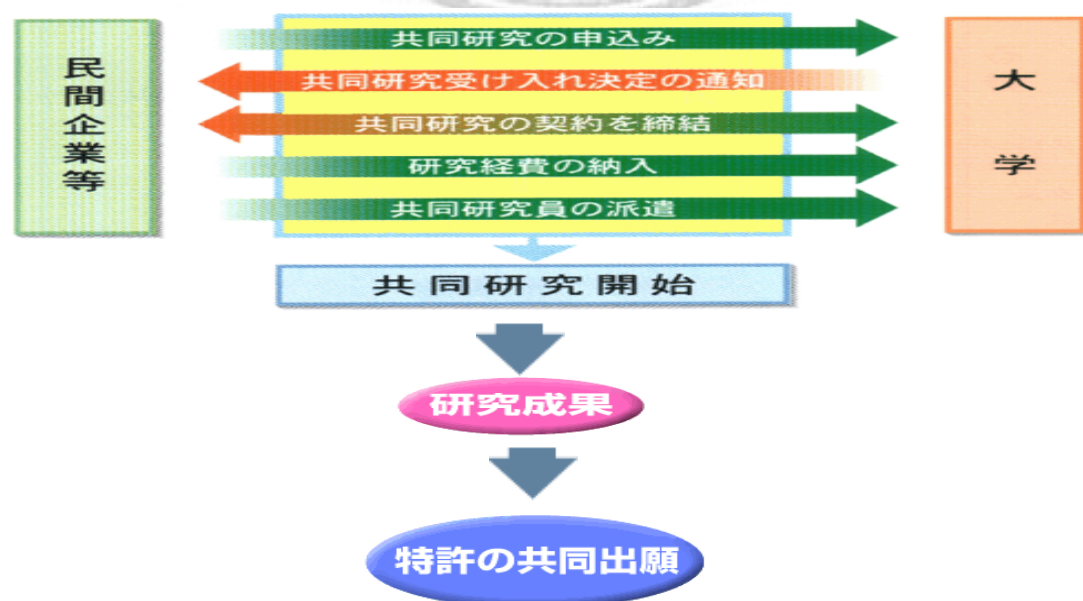 民間企業等
共同研究の申込み
共同研究受け入れ決定の通知
共同研究の契約を締結
研究経費の納入
共同研究員の派遣
大学
共同研究開始
研究成果
特許の共同出願